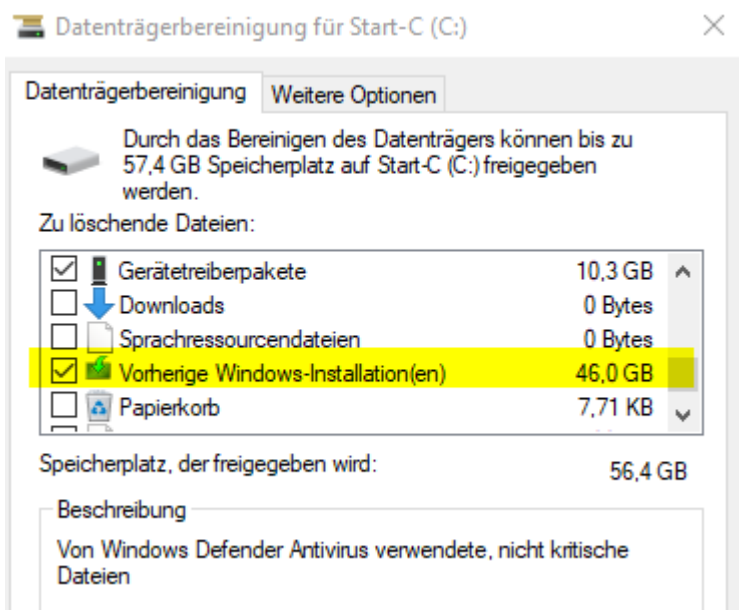 Datenträgerbereinigung für Start-C (C:)
Datenträgerbereinigung
Weitere Optionen
Durch das Bereinigen des Datenträgers können bis zu
57,4 GB Speicherplatz auf Start-C (C:) freigegeben
werden.
Zu löschende Dateien:
Gerätetreiberpakete 10,3 GB
Downloads 0 Bytes
Sprachressourcendateien 0 Bytes
Vorherige Windows-Installation(en) 46,0 GB
Papierkorb 7,71 KB
Speicherplatz, der freigegeben wird: 56,4 GB
Beschreibung
Von Windows Defender Antivirus verwendete, nicht kritische
Dateien